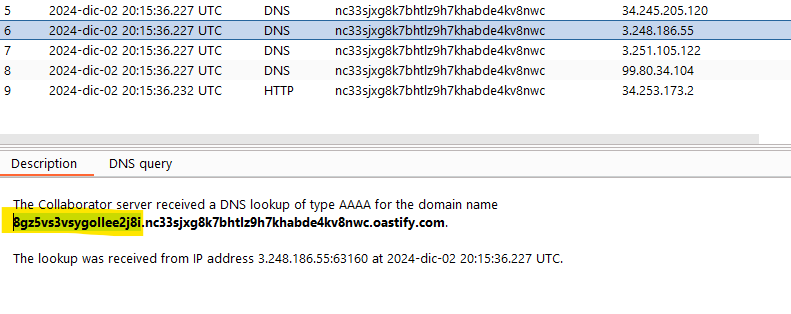 5 2024-dic-02 20:15:36.227 UTC DNS nc33sjxg8k7bhtlz9h7khabde4kv8nwc 34.245.205.120
6 2024-dic-02 20:15:36.227 UTC DNS nc33sjxg8k7bhtlz9h7khabde4kv8nwc 3.248.186.55
7 2024-dic-02 20:15:36.227 UTC DNS nc33sjxg8k7bhtlz9h7khabde4kv8nwc 3.251.105.122
8 2024-dic-02 20:15:36.227 UTC DNS nc33sjxg8k7bhtlz9h7khabde4kv8nwc 99.80.34.104
9 2024-dic-02 20:15:36.232 UTC HTTP nc33sjxg8k7bhtlz9h7khabde4kv8nwc 34.253.173.2
Description DNS query
The Collaborator server received a DNS lookup of type AAAA for the domain name
8gz5vs3vsygollee2j8i.nc33sjxg8k7bhtlz9h7khabde4kv8nwc.oastify.com.
The lookup was received from IP address 3.248.186.55:63160 at 2024-dic-02 20:15:36.227 UTC.